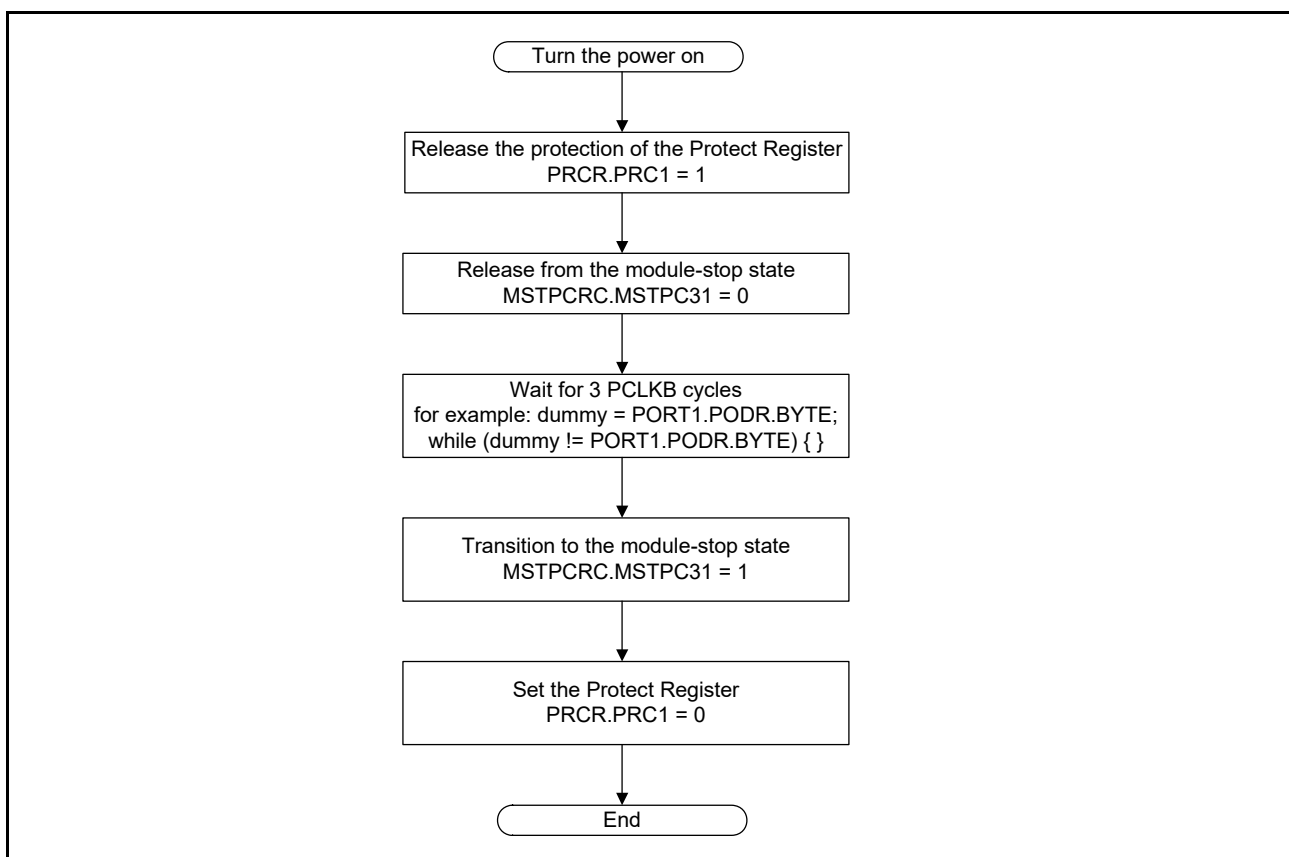 Turn the power on
Release the protection of the Protect Register
PRCR.PRC1 = 1
Release from the module-stop state
MSTPCRC.MSTPC31 = 0
Wait for 3 PCLKB cycles
for example: dummy = PORT1.PODR.BYTE;
while (dummy != PORT1.PODR.BYTE) { }
Transition to the module-stop state
MSTPCRC.MSTPC31 = 1
Set the Protect Register
PRCR.PRC1 = 0
End